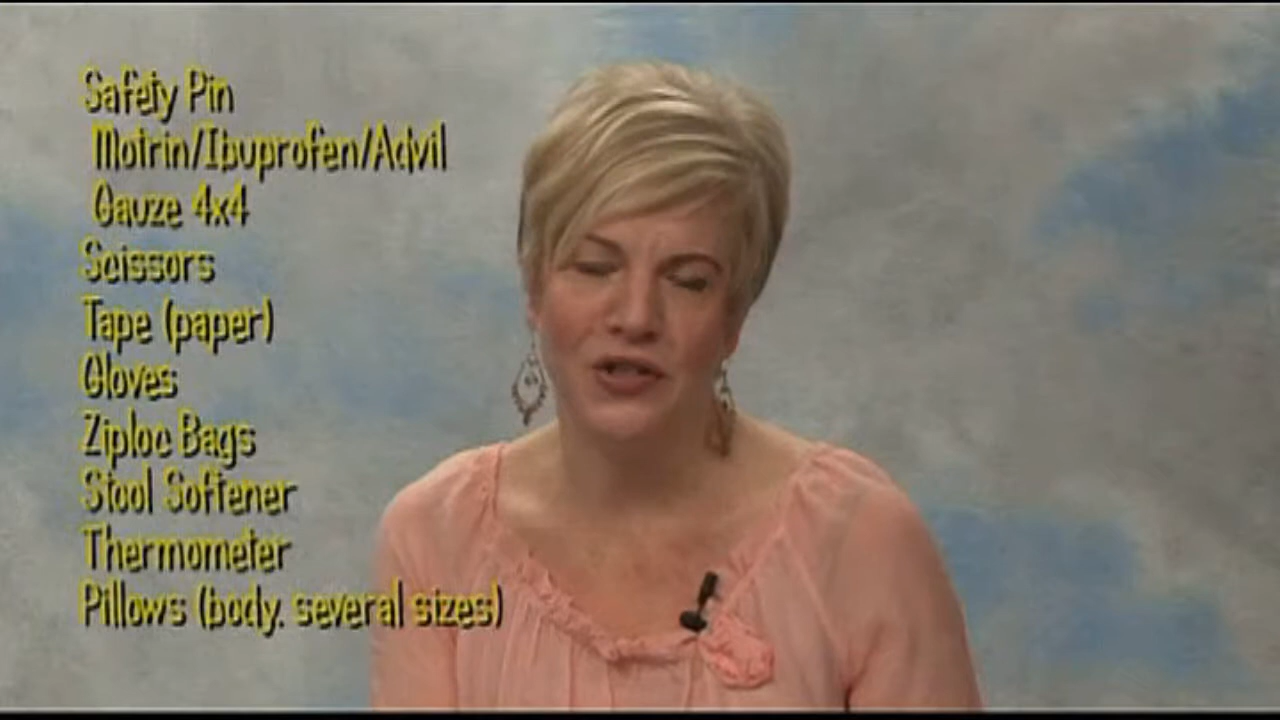 Safety Pin
Motrin/Ibuprofen/Advil
Gauze 4x4
Scissors
Tape (paper)
Gloves
Ziploc Bags
Stool Softener
Thermometer
Pillows (body. several sizes)